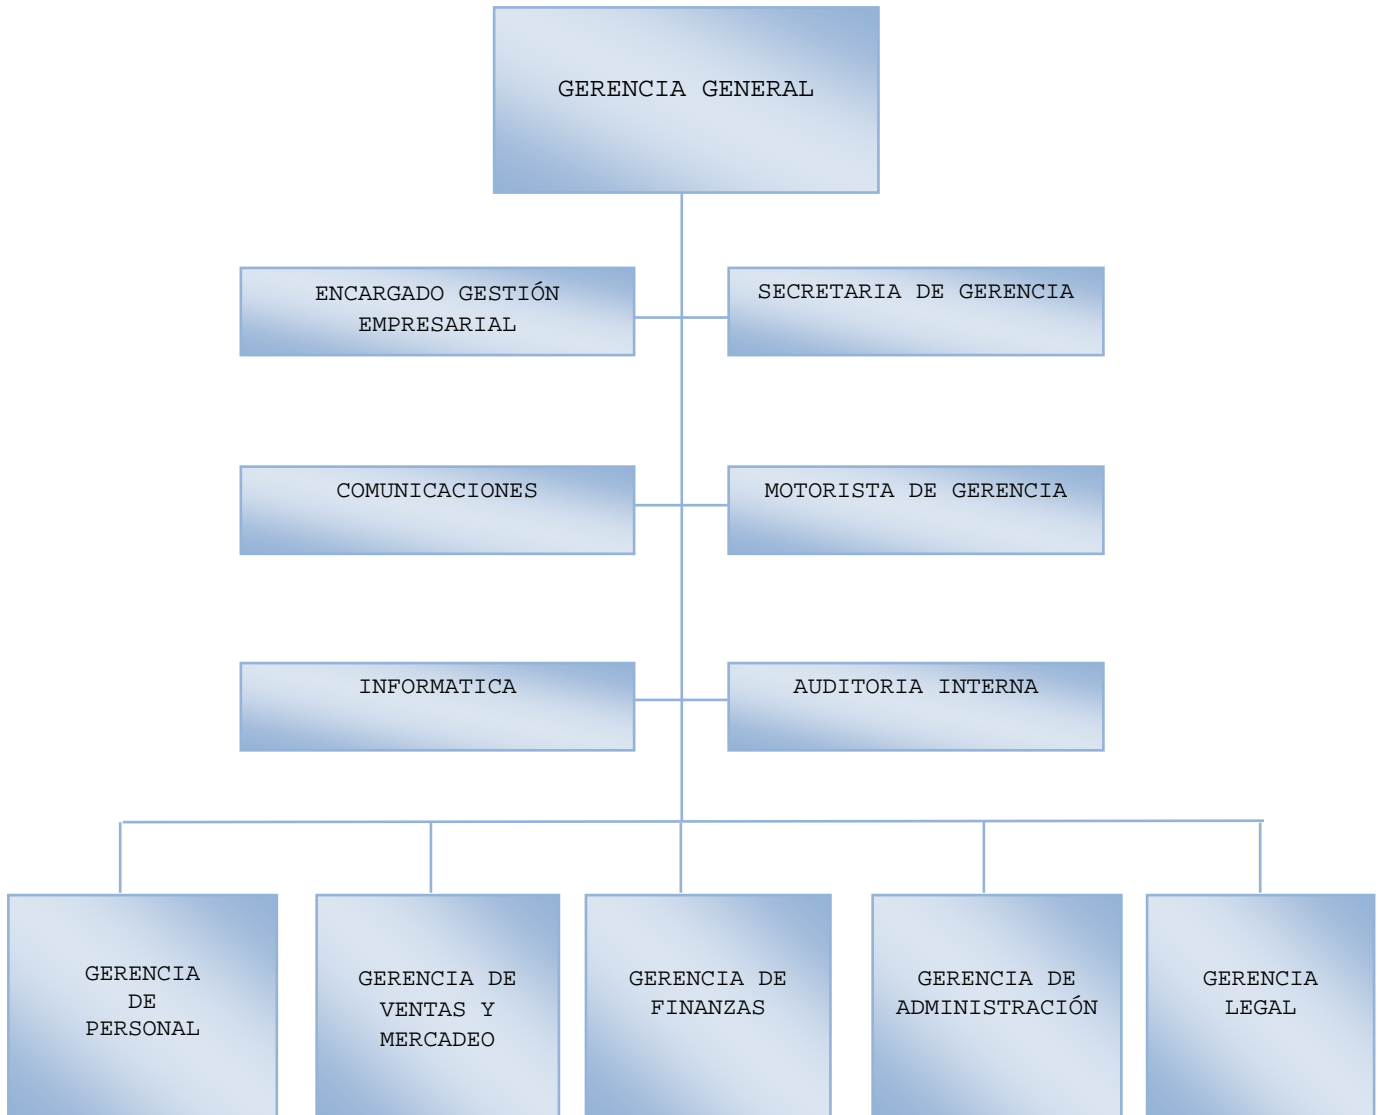 GERENCIA GENERAL
ENCARGADO GESTIÓN
EMPRESARIAL
SECRETARIA DE GERENCIA
COMUNICACIONES
MOTORISTA DE GERENCIA
INFORMATICA
AUDITORIA INTERNA
GERENCIA
DE
PERSONAL
GERENCIA DE
VENTAS Y
MERCADEO
GERENCIA DE
FINANZAS
GERENCIA DE
ADMINISTRACIÓN
GERENCIA
LEGAL